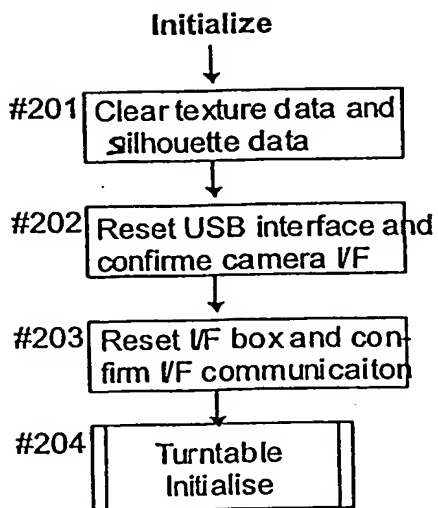 Initialize
#201 Clear texture data and
silhouette data
#202 Reset USB interface and
confirme camera I/F
#203 Reset I/F box and con-
firm I/F communicaiton
#204 Turntable
Initialise